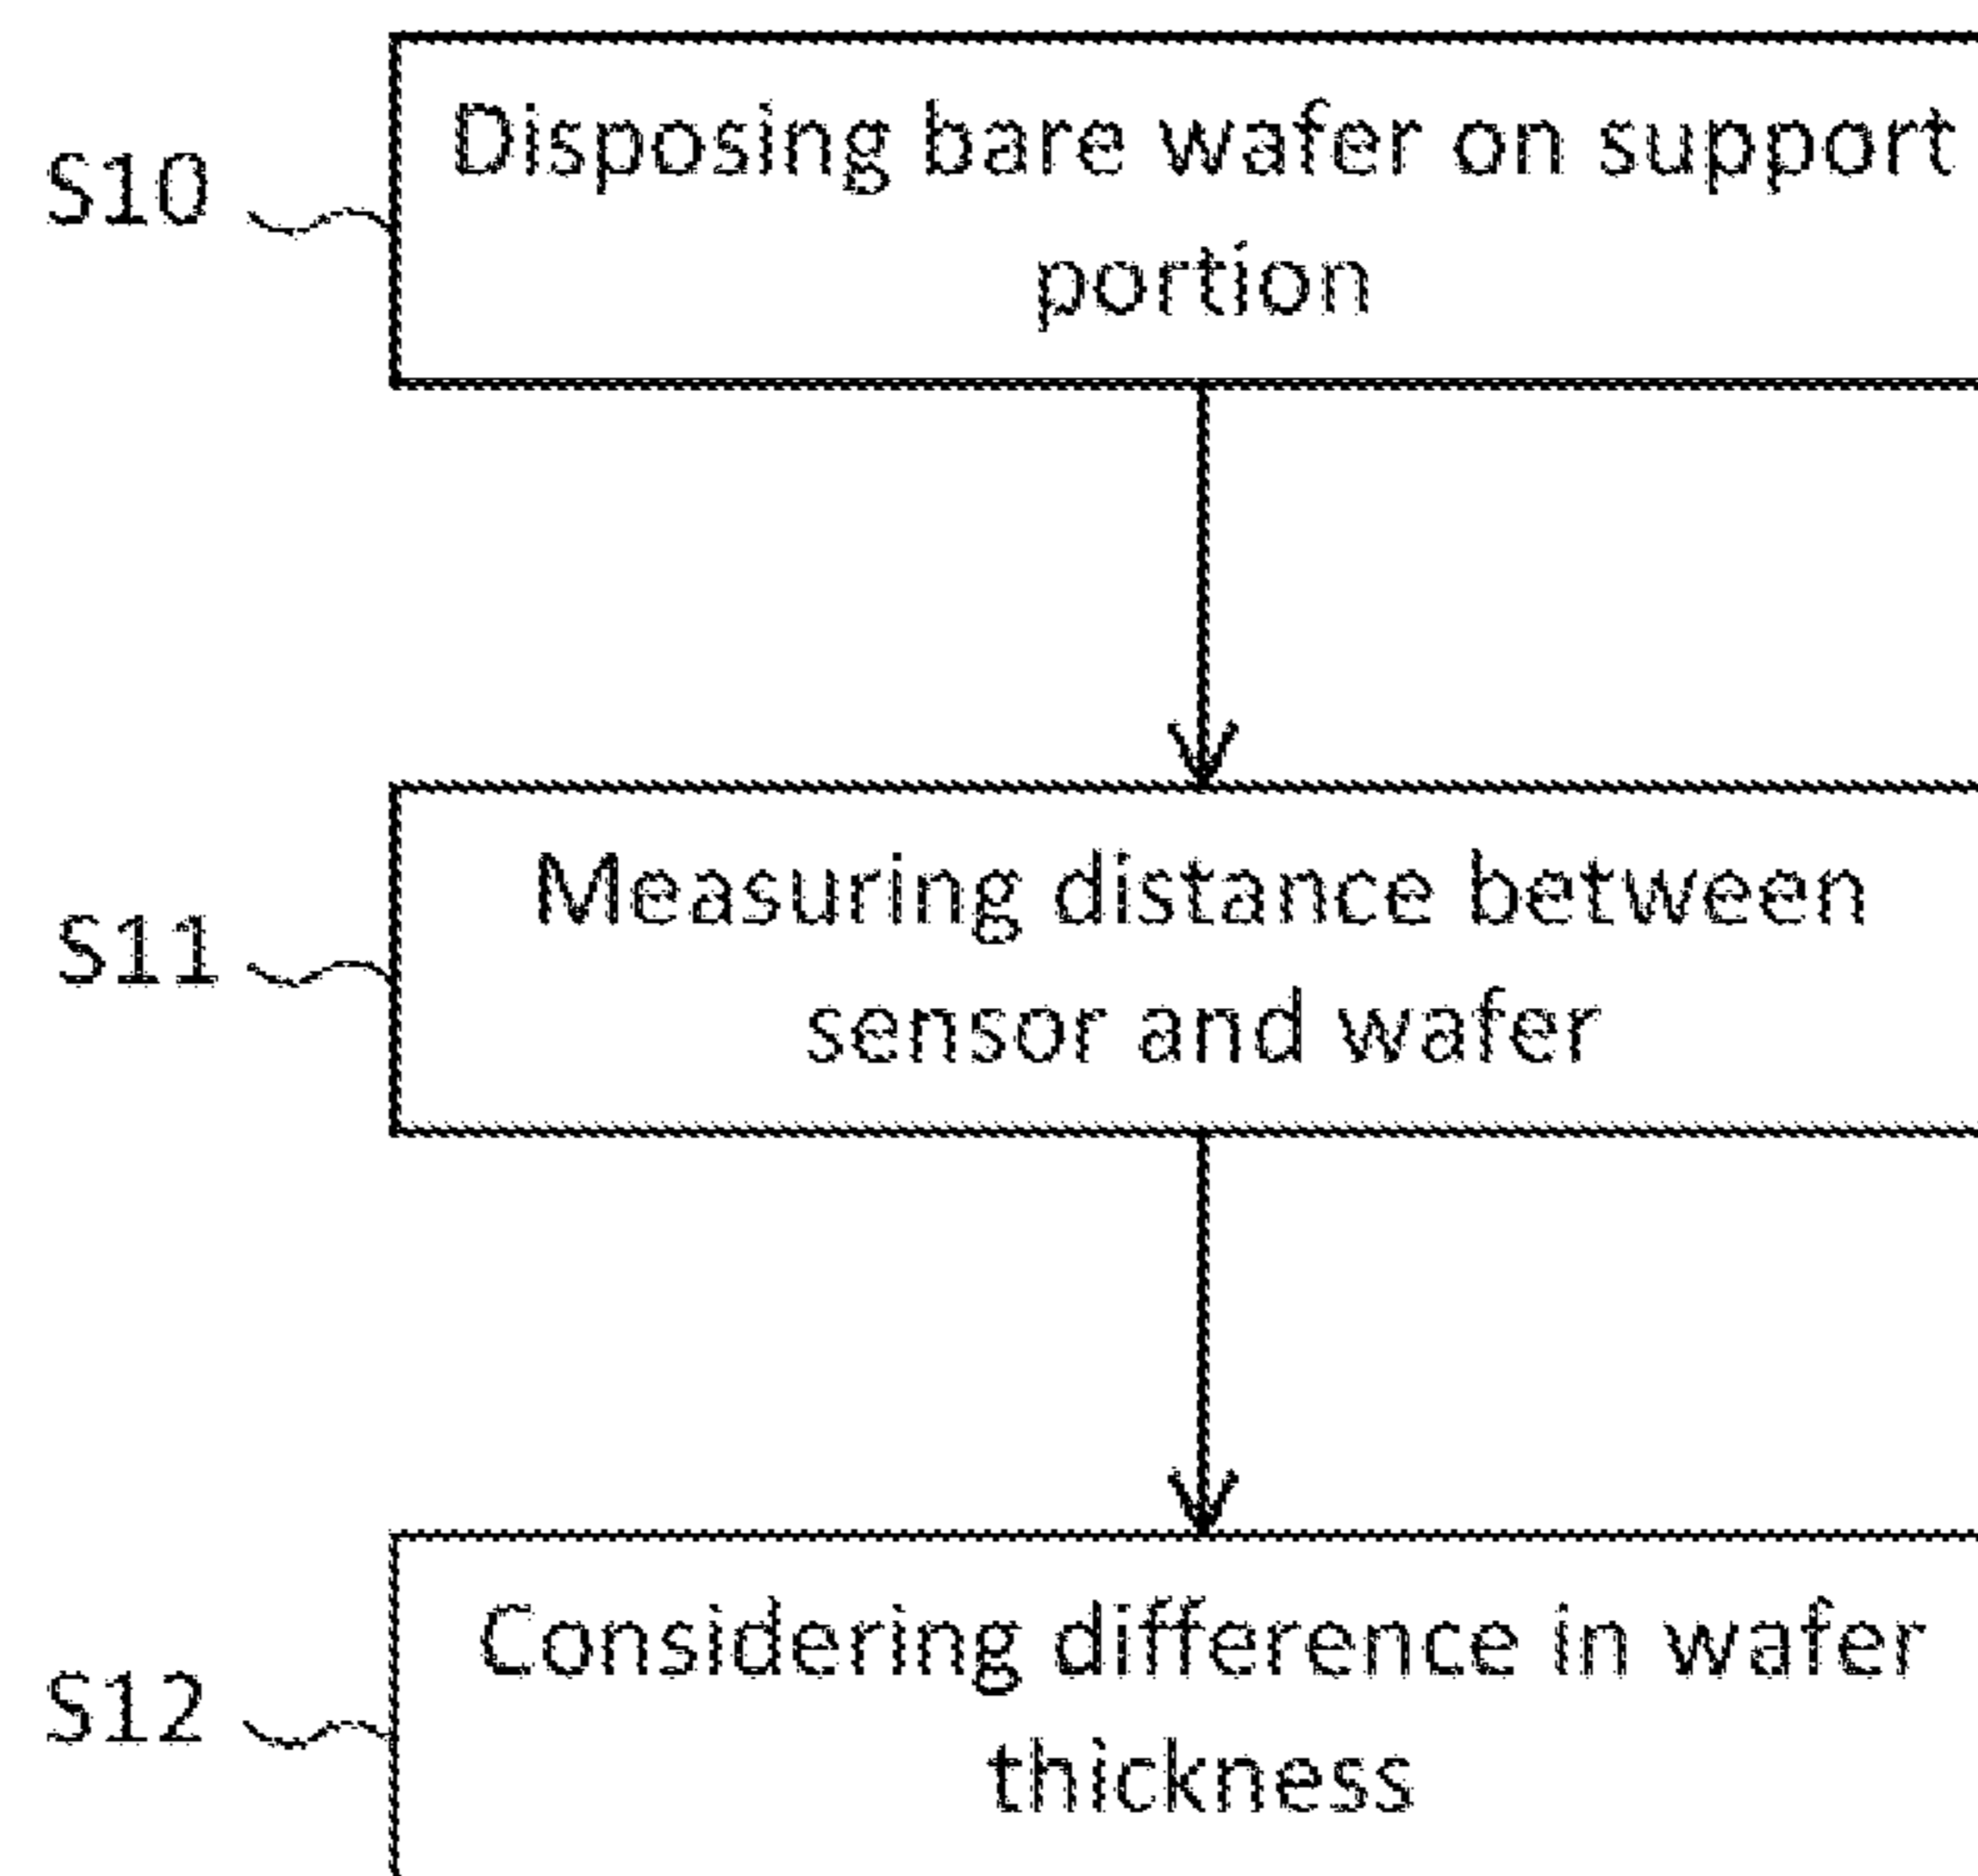 S10
Disposing bare wafer on support
portion
S11
Measuring distance between
sensor and wafer
S12
Considering difference in wafer
thickness